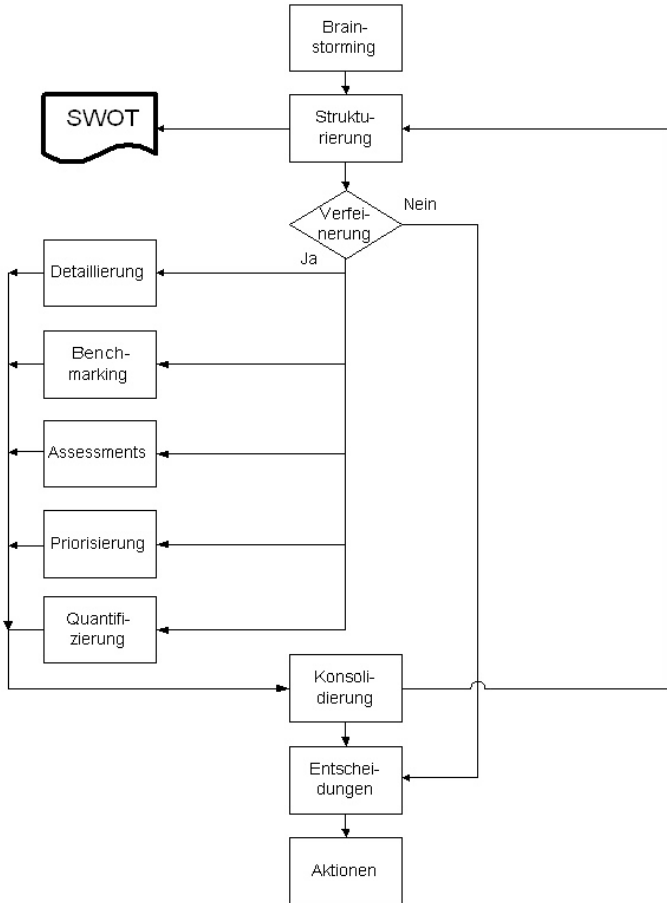 Brain-
storming
SWOT
Struktu-
rierung
Nein
Verfei-
nerung
Ja
Detaillierung
Bench-
marking
Assessments
Priorisierung
Quantifi-
zierung
Konsoli-
dierung
Entschei-
dungen
Aktionen